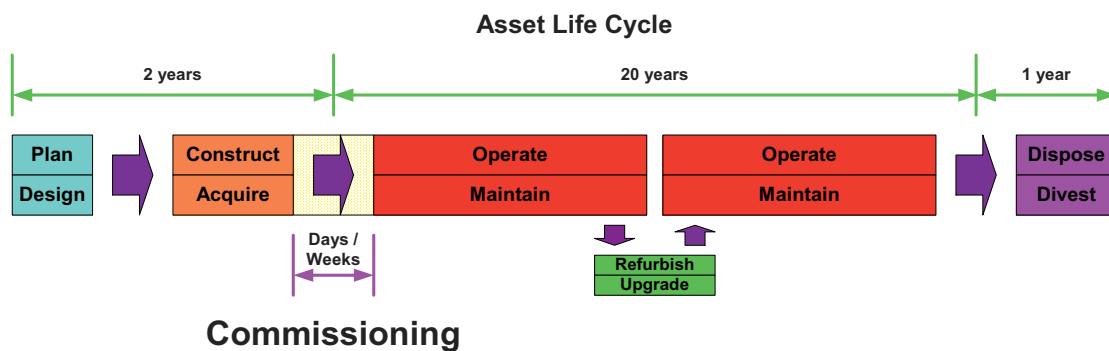 Asset Life Cycle
2 years
20 years
1 year
Plan
Design
Construct
Acquire
Operate
Maintain
Operate
Maintain
Dispose
Divest
Days /
Weeks
Refurbish
Upgrade
Commissioning